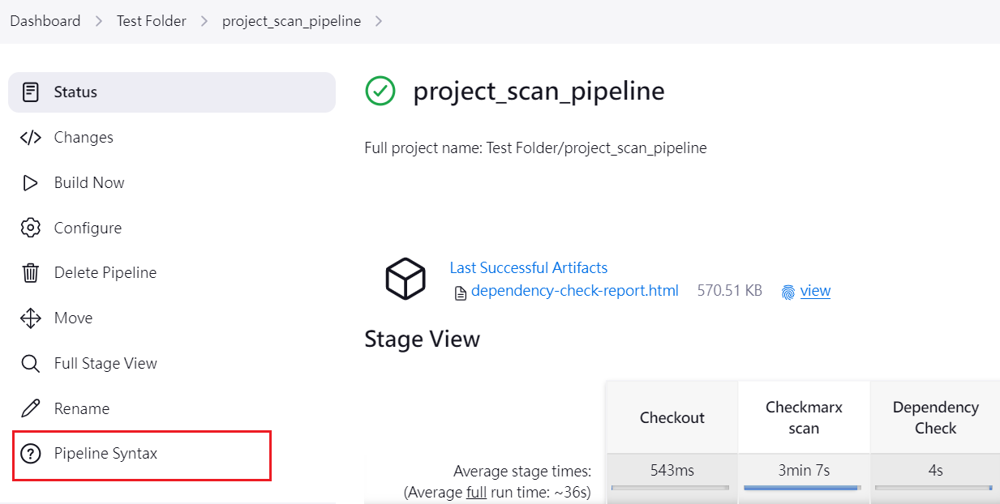 Dashboard > Test Folder > project_scan_pipeline >
Status
Changes
Build Now
Configure
Delete Pipeline
Move
Full Stage View
Rename
Pipeline Syntax
project_scan_pipeline
Full project name: Test Folder/project_scan_pipeline
Last Successful Artifacts
dependency-check-report.html 570.51 KB view
Stage View
Checkout
Checkmarx
scan
Dependency
Check
Average stage times:
(Average full run time: ~36s)
543ms
3min 7s
4s